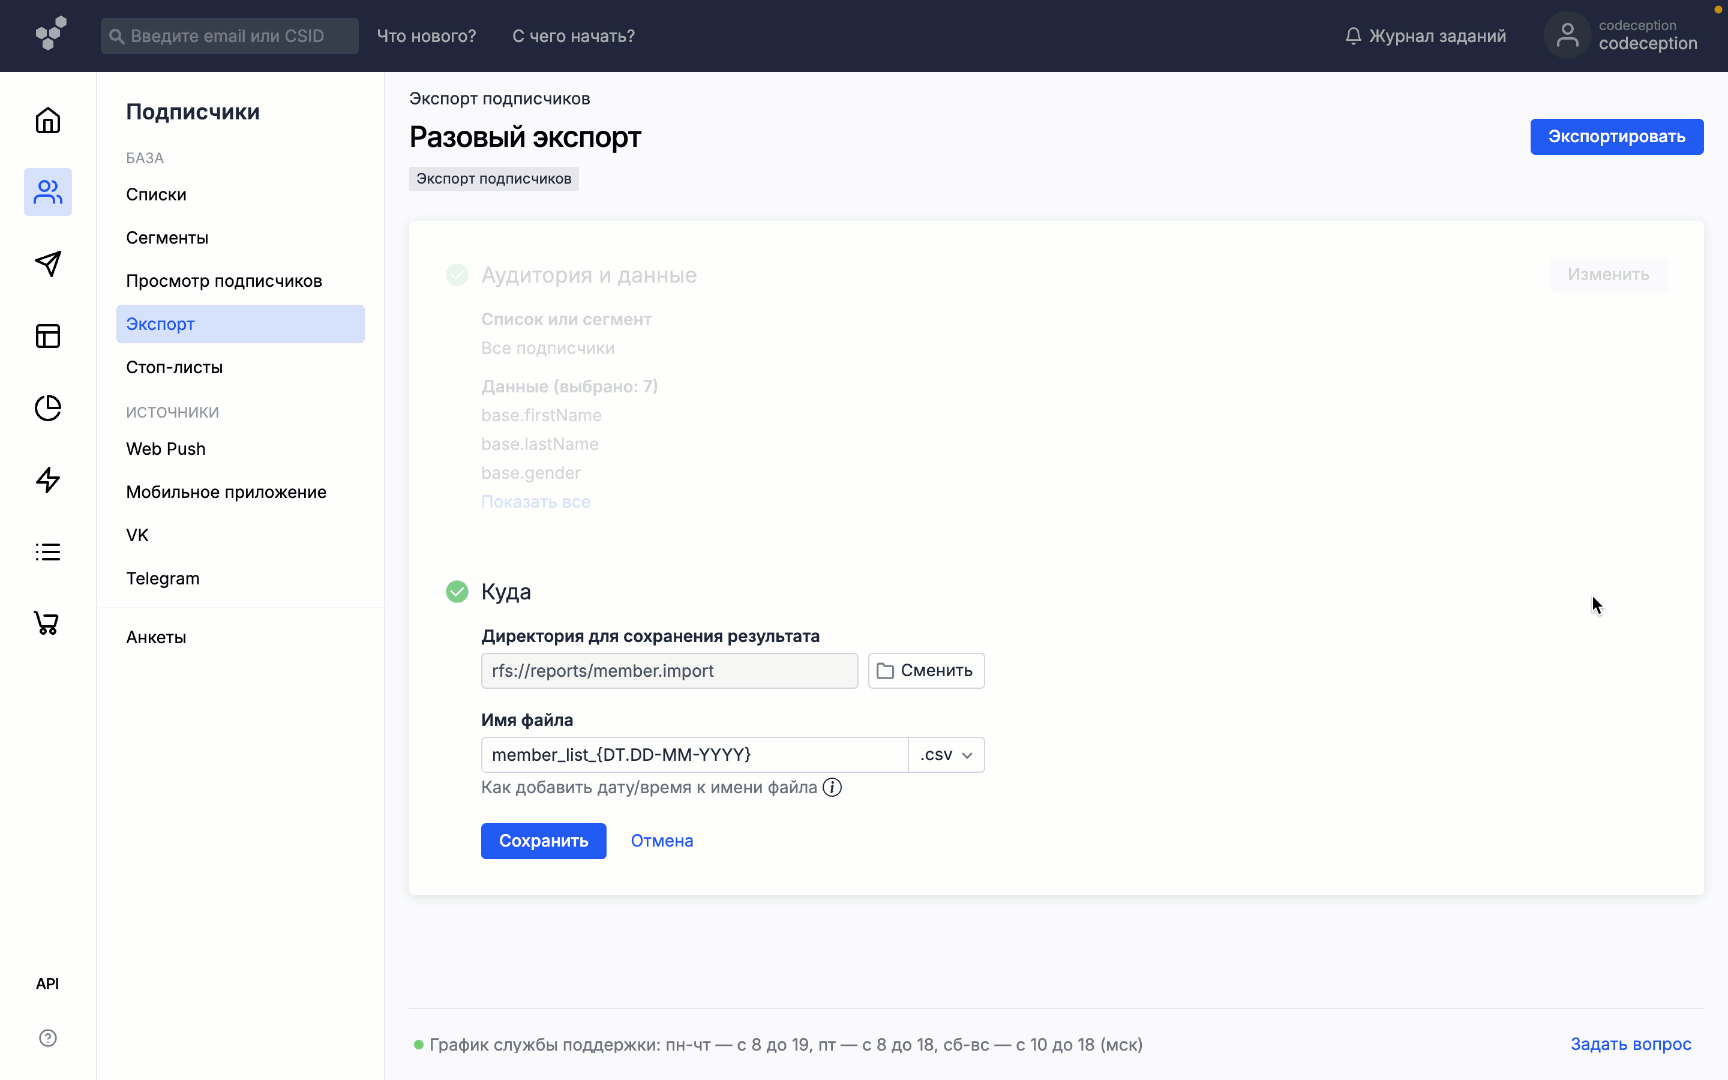 Введите email или CSID
Что нового?
С чего начать?
Журнал заданий
codeception
codeception
Подписчики
БАЗА
Списки
Сегменты
Просмотр подписчиков
Экспорт
Стоп-листы
ИСТОЧНИКИ
Web Push
Мобильное приложение
VK
Telegram
Анкеты
API
Экспорт подписчиков
Разовый экспорт
Экспортировать
Экспорт подписчиков
Аудитория и данные
Изменить
Список или сегмент
Все подписчики
Данные (выбрано: 7)
base.firstName
base.lastName
base.gender
Показать все
Куда
Директория для сохранения результата
rfs://reports/member.import
Сменить
Имя файла
member_list_{DT.DD-MM-YYYY}
.csv
Как добавить дату/время к имени файла
Сохранить
Отмена
График службы поддержки: пн-чт — с 8 до 19, пт — с 8 до 18, сб-вс — с 10 до 18 (мск)
Задать вопрос